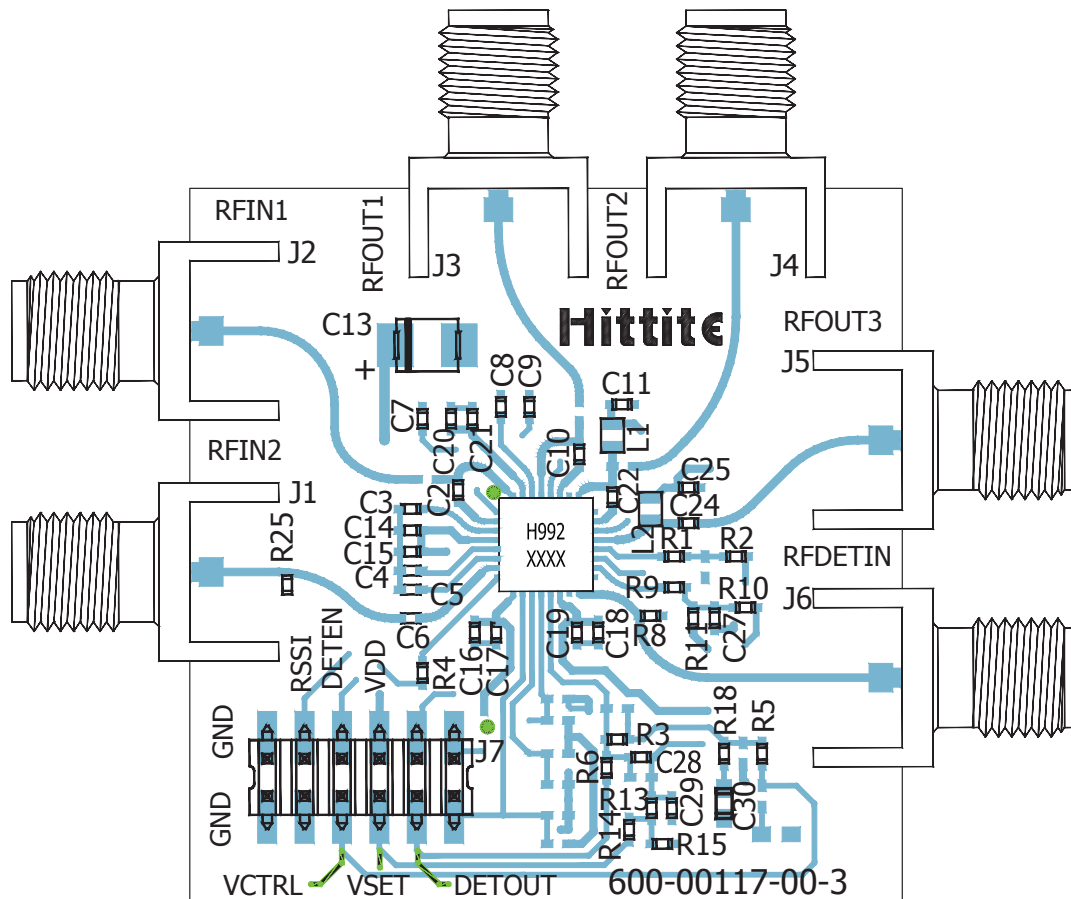 RFIN1
J2
RFOUT1
J3
RFOUT2
J4
Hittite
RFOUT3
J5
C13
+
C8
C9
C11
L1
C7
C20
C21
C10
RFIN2
J1
C2
C22
C25
C24
L2
C3
C14
C15
C4
C5
C6
R25
H992
XXXX
R1
R2
RFDETIN
J6
R9
R10
R8
R11
C27
C16
C17
C19
C18
R4
RSSI
DETEN
VDD
GND
J7
R18
R5
R3
R6
C28
GND
R13
C29
C30
R14
R15
VCTRL
VSET
DETOUT
600-00117-00-3